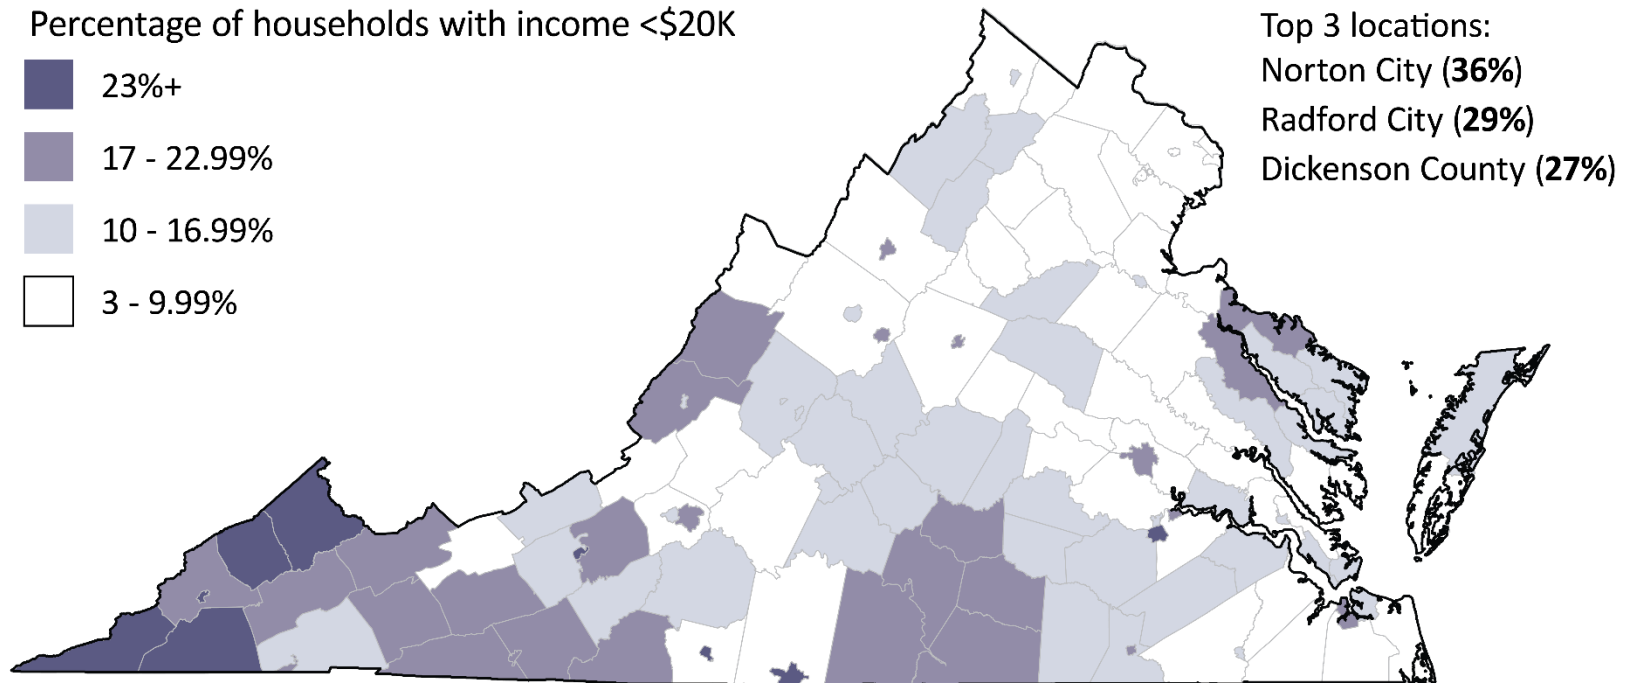 Percentage of households with income <$20K
23%+
17 - 22.99%
10 - 16.99%
3 - 9.99%
Top 3 locations:
Norton City (36%)
Radford City (29%)
Dickenson County (27%)